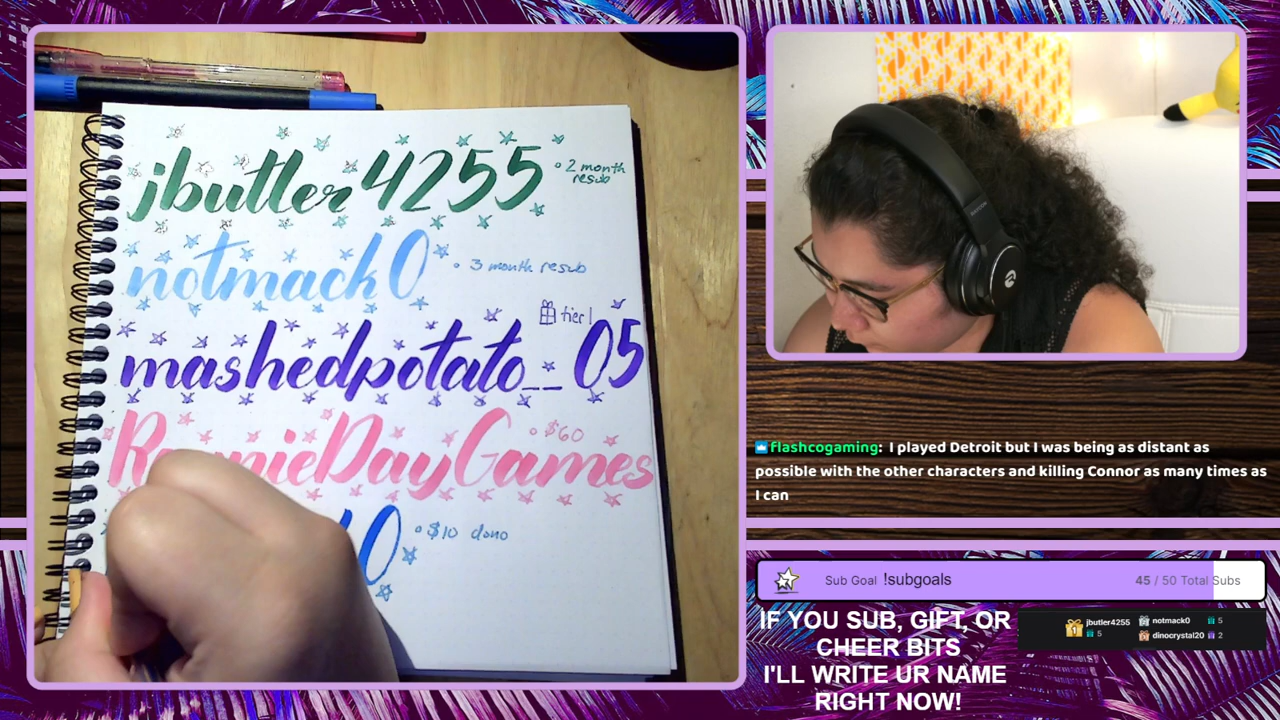 jbutler4255
• 2 month
resub
notmack0
• 3 month resub
tier 1
mashedpotato__05
DayGames
• $60
• $10 dono
flashcogaming: I played Detroit but I was being as distant as
possible with the other characters and killing Connor as many times as
I can
Sub Goal !subgoals
45 / 50 Total Subs
IF YOU SUB, GIFT, OR
CHEER BITS
I'LL WRITE UR NAME
RIGHT NOW!
jbutler4255
5
notmack0 5
dinocrystal20 2